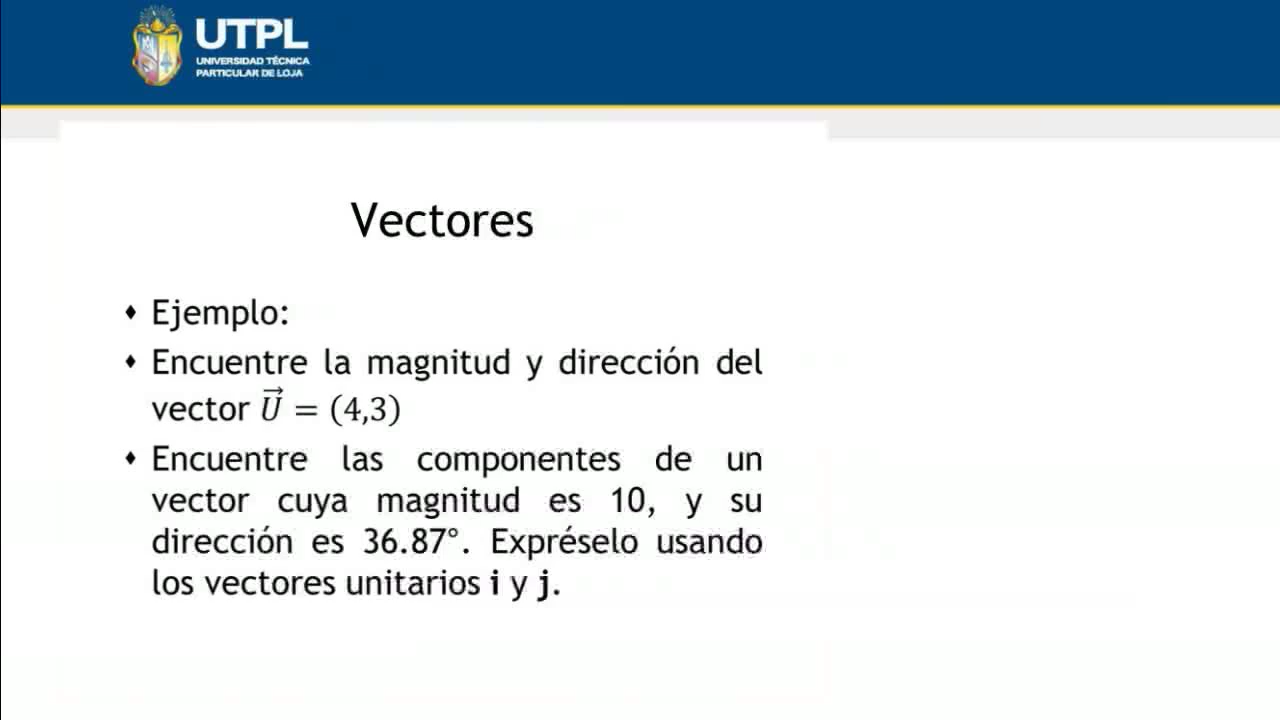 UTPL
UNIVERSIDAD TÉCNICA
PARTICULAR DE LOJA
Vectores
♦ Ejemplo:
♦ Encuentre la magnitud y dirección del
vector U⃗ = (4,3)
♦ Encuentre las componentes de un
vector cuya magnitud es 10, y su
dirección es 36.87°. Expréselo usando
los vectores unitarios i y j.